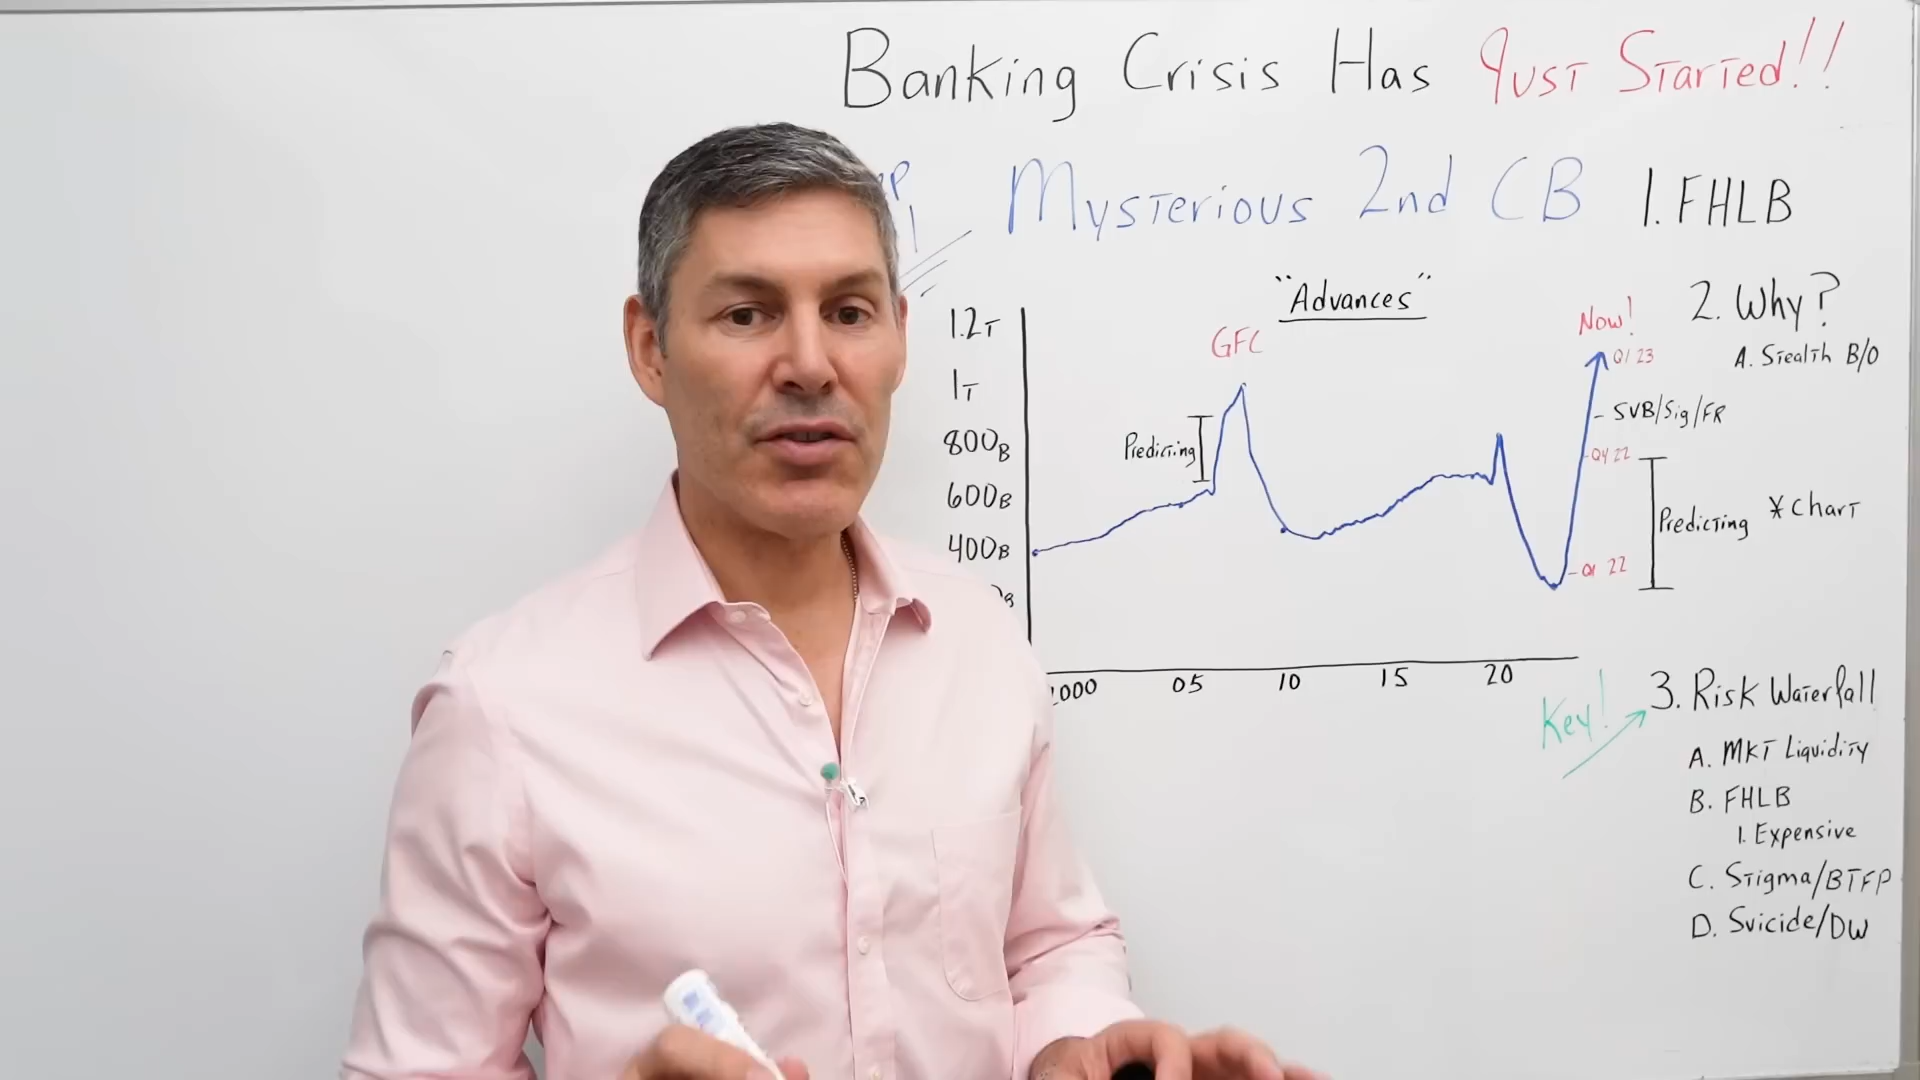 Banking Crisis Has Just Started!!
Mysterious 2nd CB
1. FHLB
"Advances"
1.2T
1T
800B
600B
400B
2000
05
10
15
20
GFC
Predicting
Now!
Q1 23
- SVB/Sig/FR
- Q4 22
- Q1 22
Predicting
* Chart
2. Why?
A. Stealth B/O
Key!
3. Risk Waterfall
A. MKT Liquidity
B. FHLB
1. Expensive
C. Stigma/BTFP
D. Suicide/DW